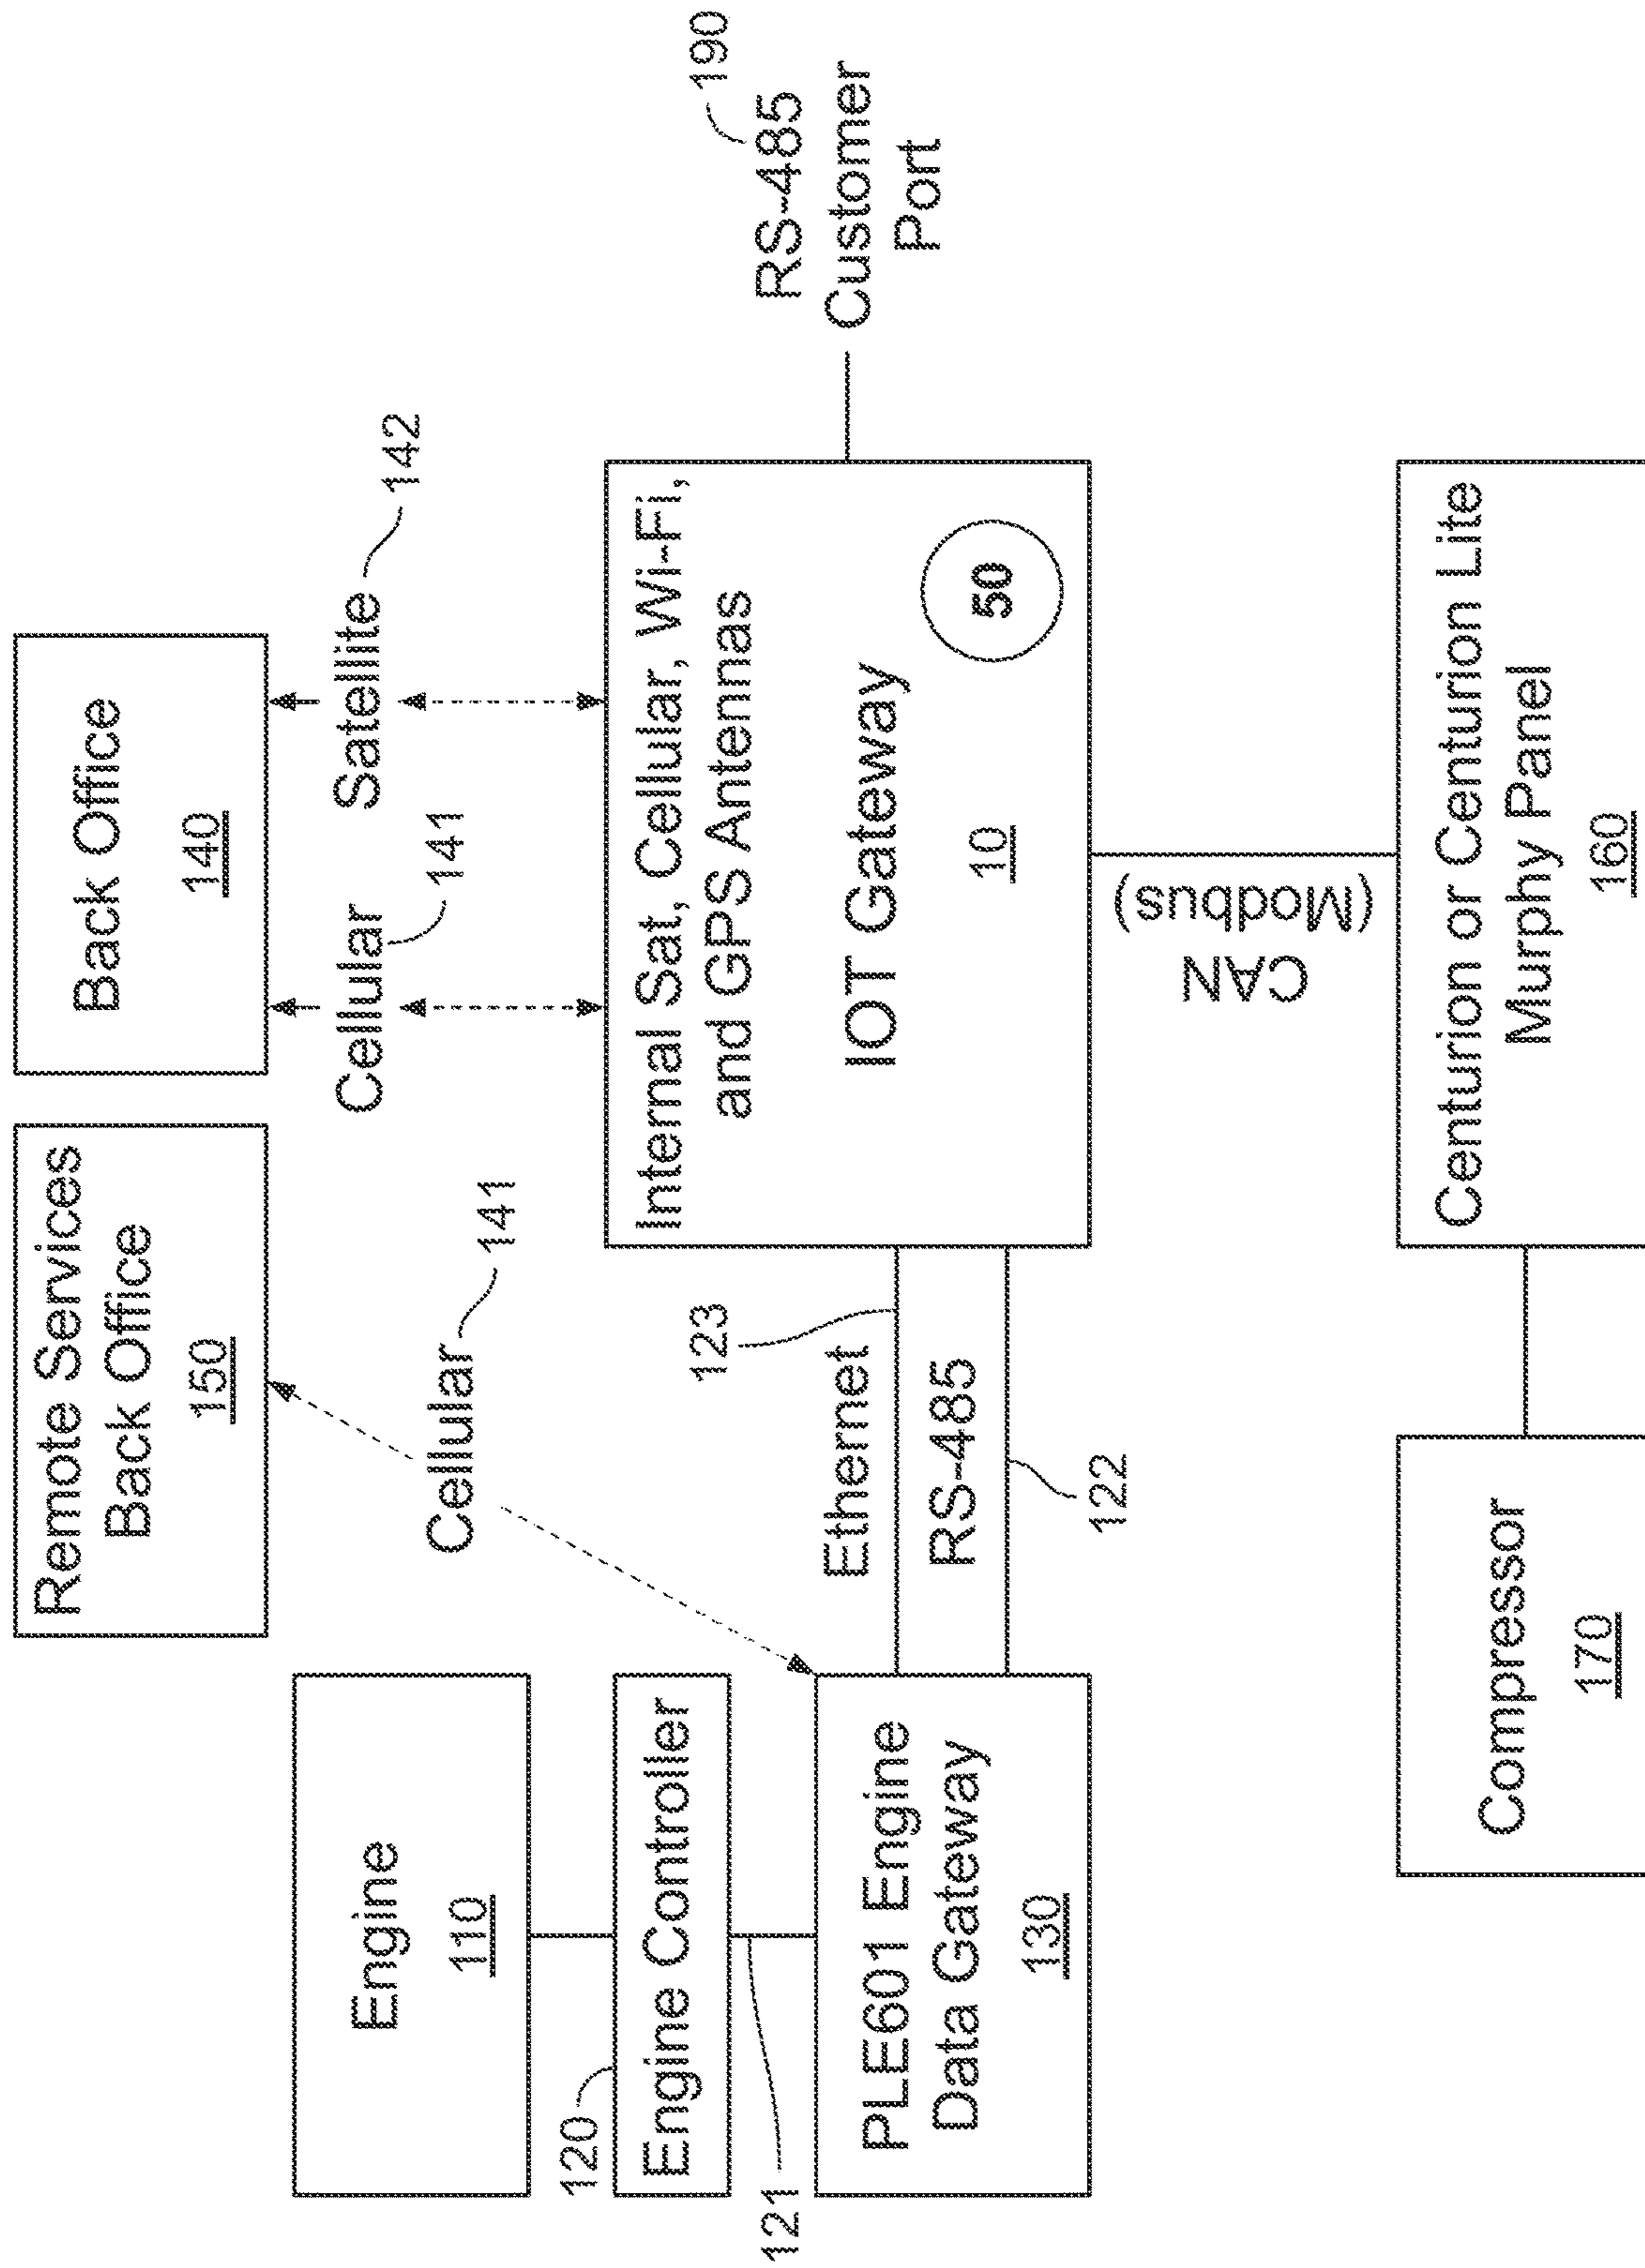 Remote Services
Back Office
150
Back Office
140
Engine
110
Cellular
141
Cellular
141
Satellite
142
120
Engine Controller
121
PLE601 Engine
Data Gateway
130
Ethernet
123
RS-485
122
Internal Sat, Cellular, Wi-Fi,
and GPS Antennas
IOT Gateway
10
50
190
RS-485
Customer
Port
CAN
(Modbus)
Compressor
170
Centurion or Centurion Lite
Murphy Panel
160